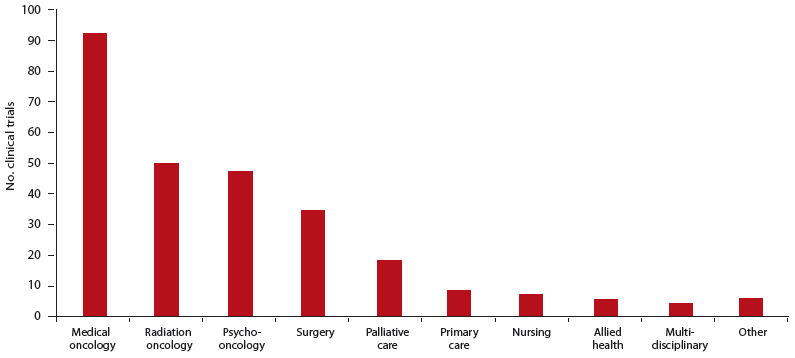 100
90
80
70
60
50
40
30
20
10
0
No. clinical trials
Medical
oncology
Radiation
oncology
Psycho-
oncology
Surgery
Palliative
care
Primary
care
Nursing
Allied
health
Multi-
disciplinary
Other